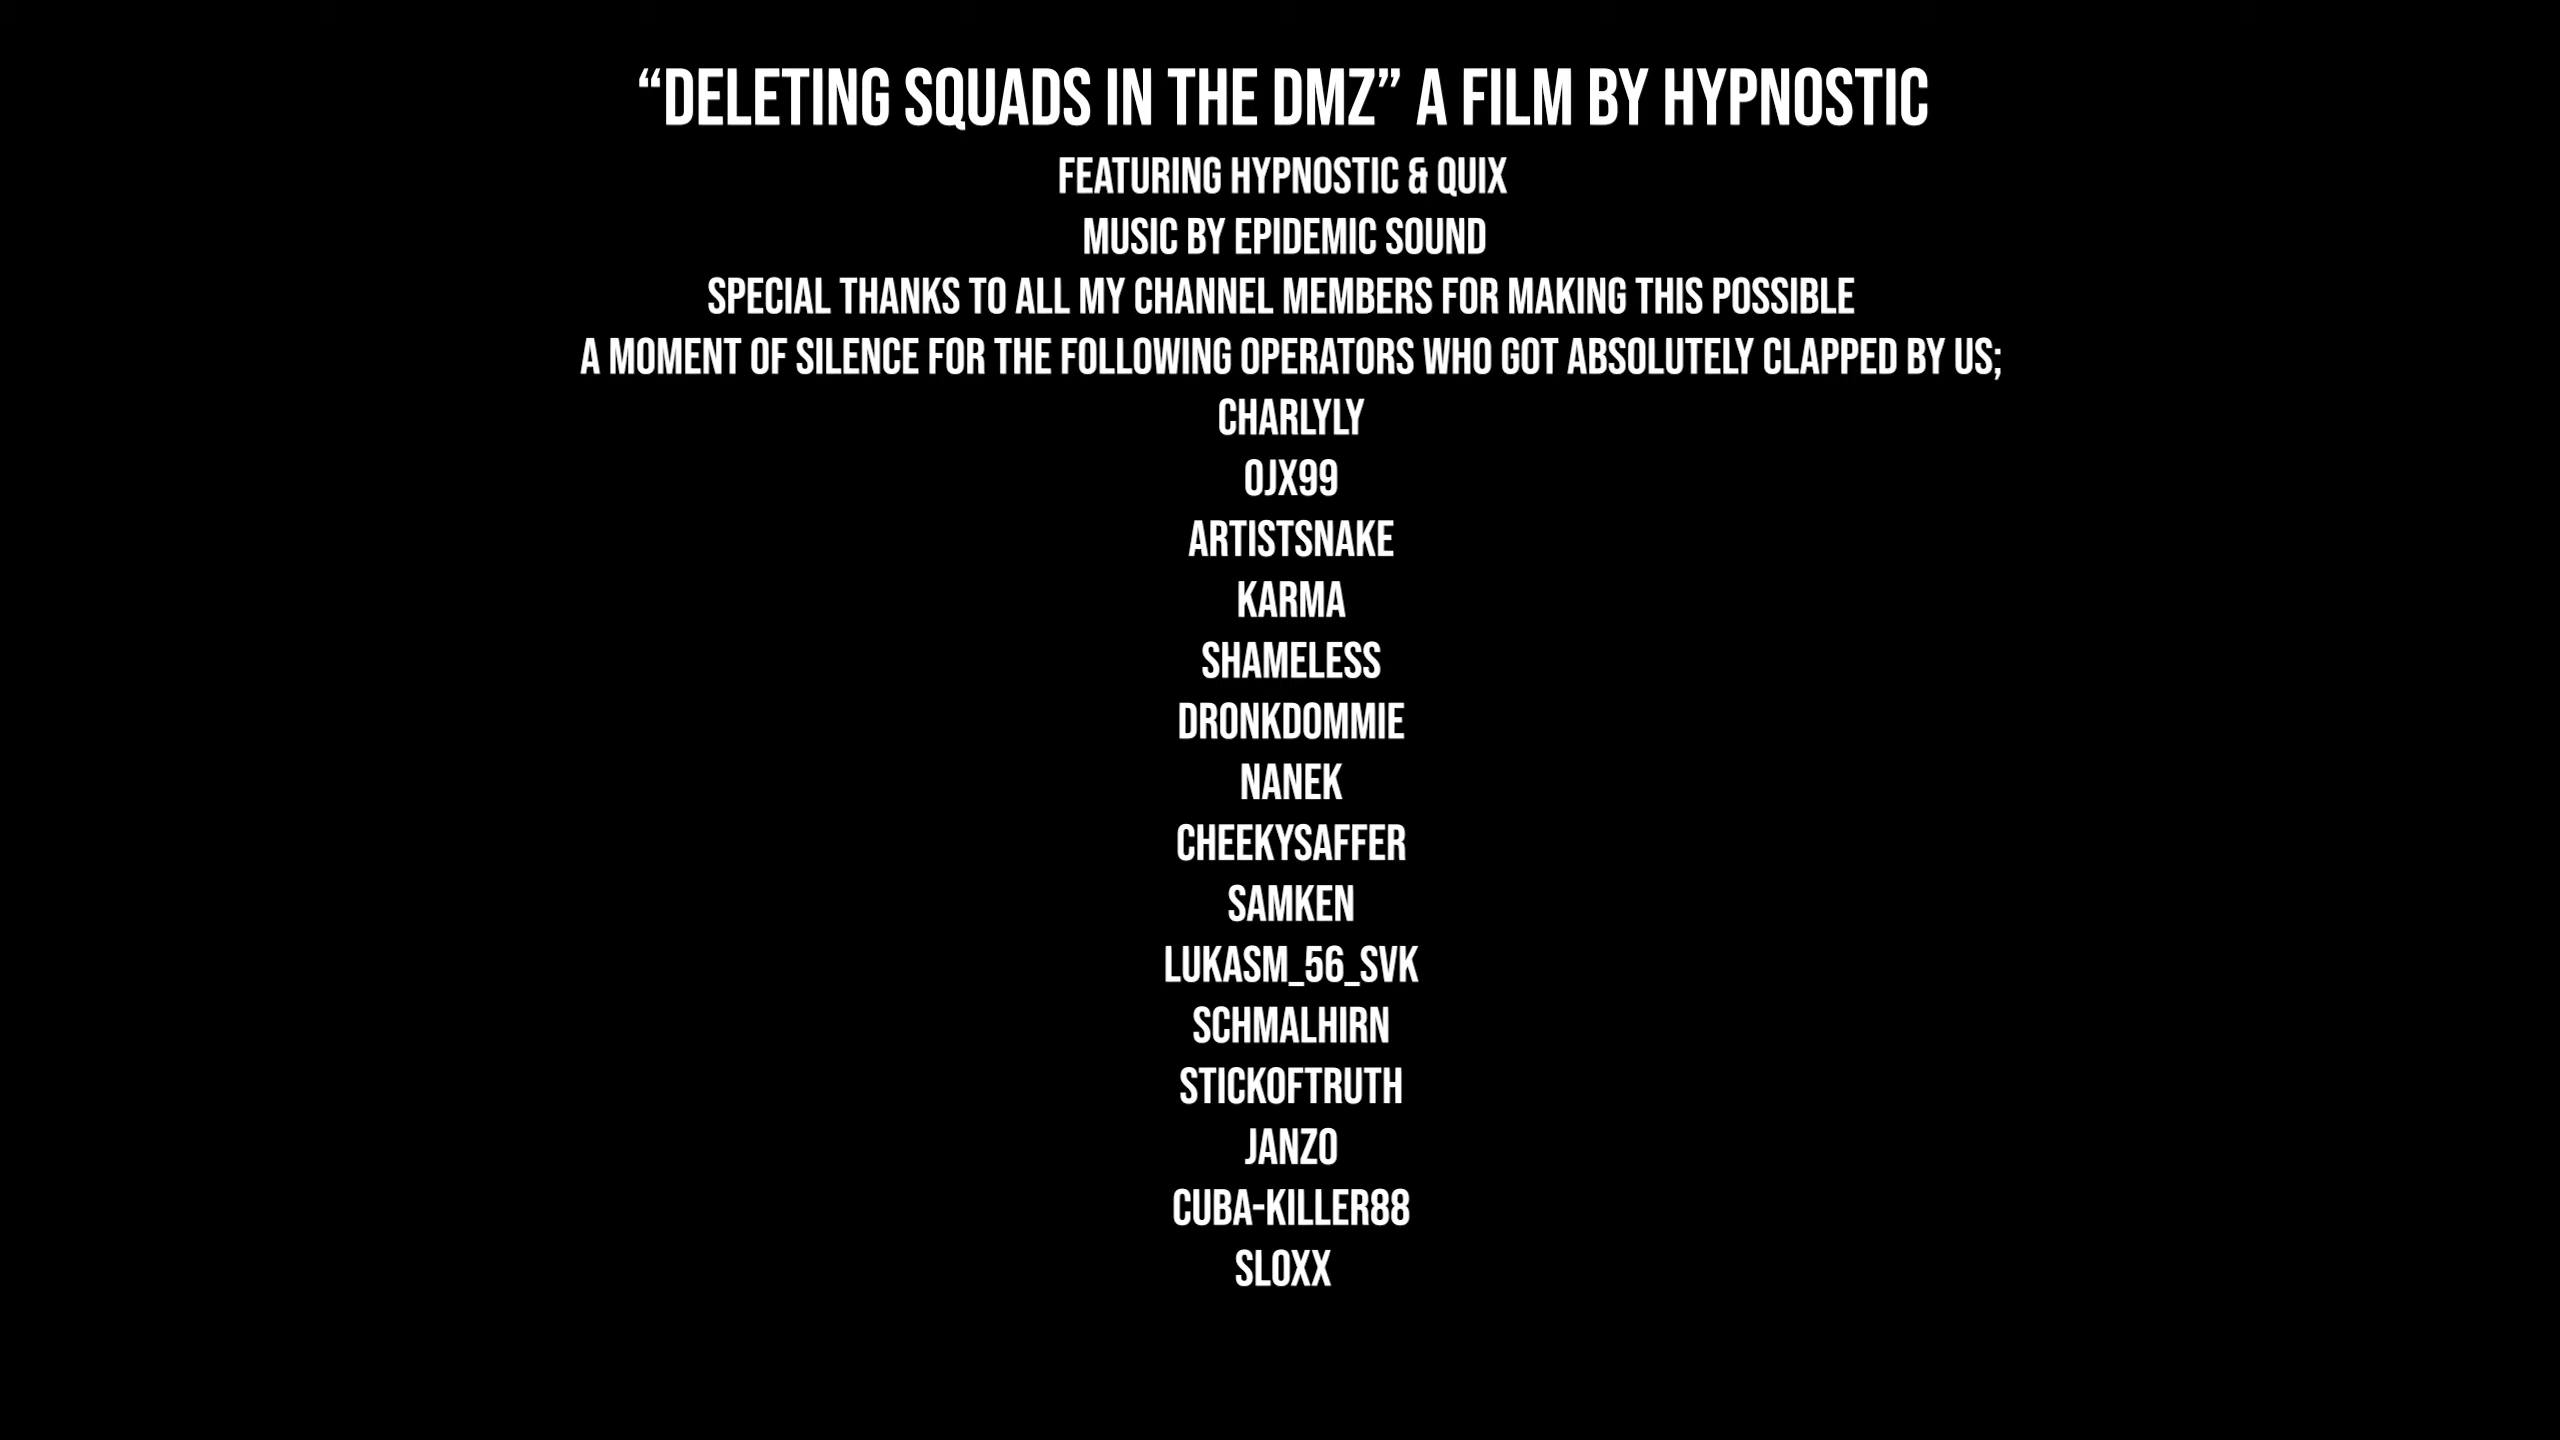 “DELETING SQUADS IN THE DMZ” A FILM BY HYPNOSTIC
FEATURING HYPNOSTIC & QUIX
MUSIC BY EPIDEMIC SOUND
SPECIAL THANKS TO ALL MY CHANNEL MEMBERS FOR MAKING THIS POSSIBLE
A MOMENT OF SILENCE FOR THE FOLLOWING OPERATORS WHO GOT ABSOLUTELY CLAPPED BY US;
CHARLYLY
OJX99
ARTISTSNAKE
KARMA
SHAMELESS
DRONKDOMMIE
NANEK
CHEEKYSAFFER
SAMKEN
LUKASM_56_SVK
SCHMALHIRN
STICKOFTRUTH
JANZO
CUBA-KILLER88
SLOXX